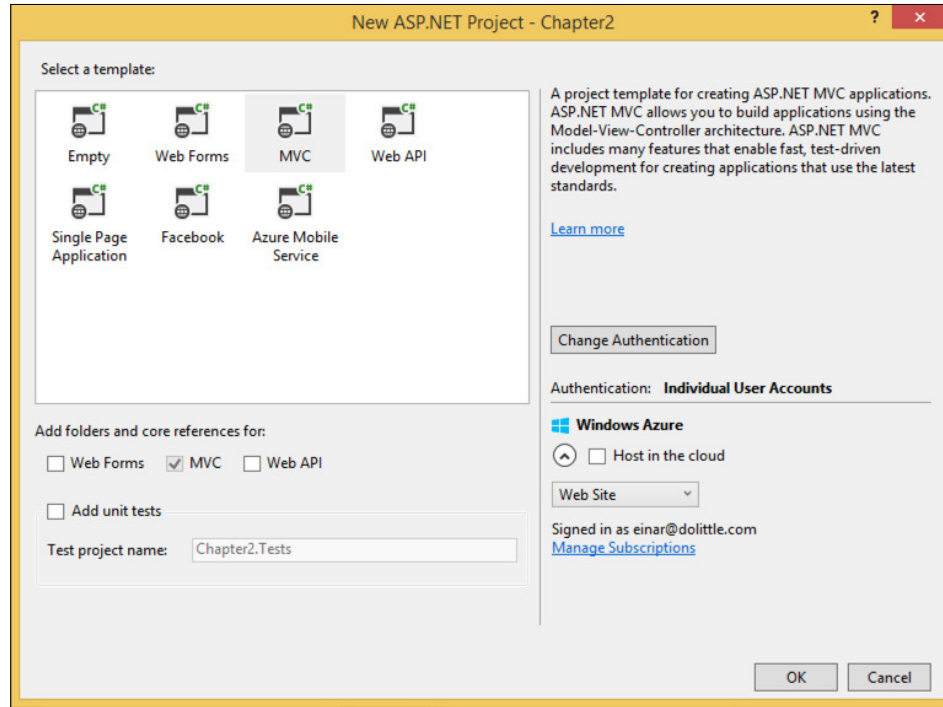 New ASP.NET Project - Chapter2
?
×
Select a template:
C#
C#
C#
C#
Empty
Web Forms
MVC
Web API
C#
C#
C#
Single Page
Application
Facebook
Azure Mobile
Service
Add folders and core references for:
Web Forms
MVC
Web API
Add unit tests
Test project name:
Chapter2.Tests
A project template for creating ASP.NET MVC applications.
ASP.NET MVC allows you to build applications using the
Model-View-Controller architecture. ASP.NET MVC
includes many features that enable fast, test-driven
development for creating applications that use the latest
standards.
Learn more
Change Authentication
Authentication: Individual User Accounts
Windows Azure
Host in the cloud
Web Site
Signed in as einar@dolittle.com
Manage Subscriptions
OK
Cancel